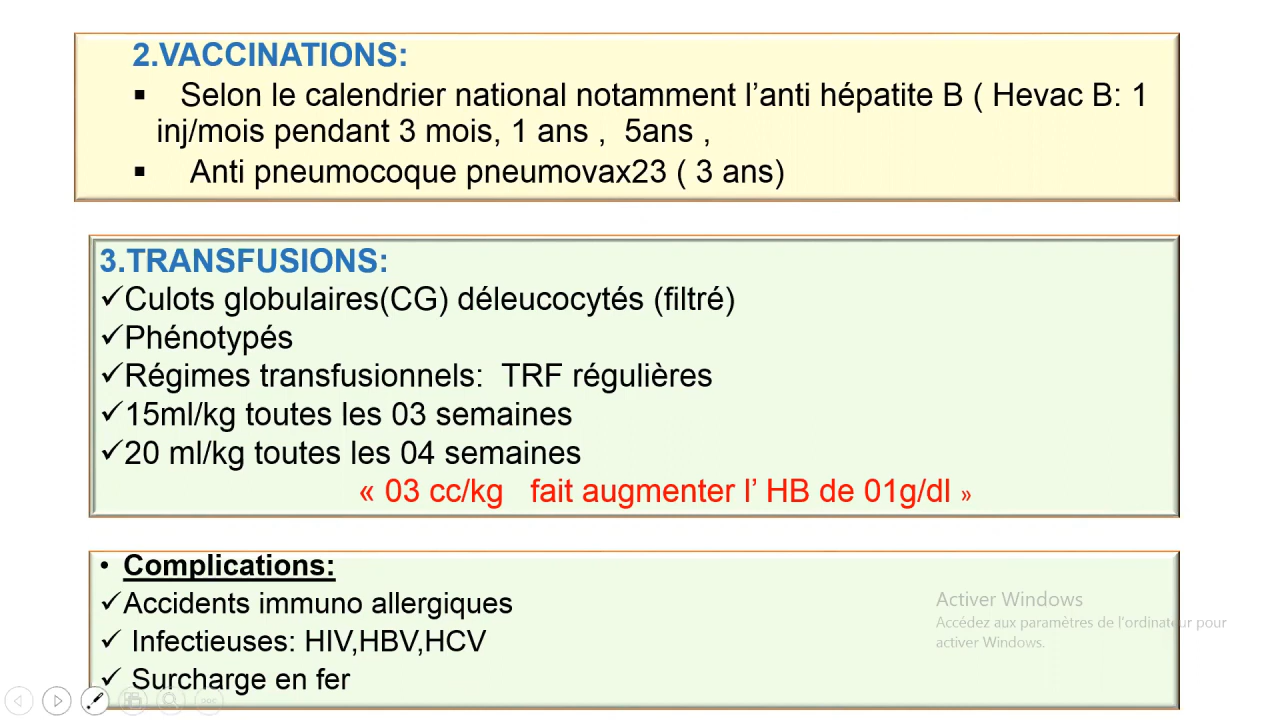 2.VACCINATIONS:
▪ Selon le calendrier national notamment l’anti hépatite B ( Hevac B: 1
inj/mois pendant 3 mois, 1 ans , 5ans ,
▪ Anti pneumocoque pneumovax23 ( 3 ans)
3.TRANSFUSIONS:
✓Culots globulaires(CG) déleucocytés (filtré)
✓Phénotypés
✓Régimes transfusionnels: TRF régulières
✓15ml/kg toutes les 03 semaines
✓20 ml/kg toutes les 04 semaines
« 03 cc/kg fait augmenter l’ HB de 01g/dl »
• Complications:
✓Accidents immuno allergiques
✓ Infectieuses: HIV,HBV,HCV
✓ Surcharge en fer
Activer Windows
Accédez aux paramètres de l’ordinateur pour
activer Windows.